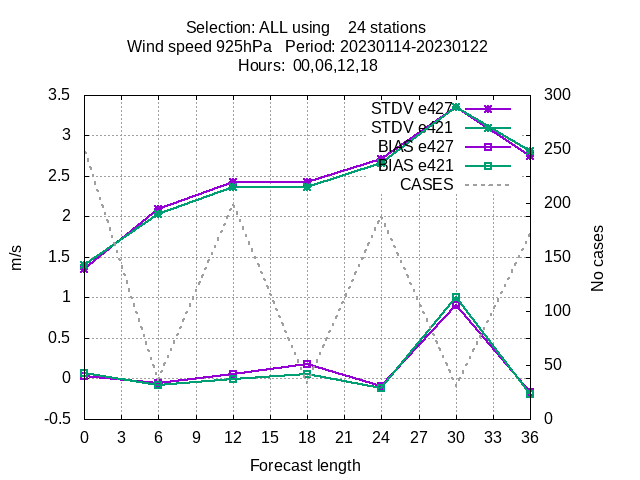 Selection: ALL using 24 stations
Wind speed 925hPa Period: 20230114-20230122
Hours: 00,06,12,18
3.5
3
2.5
2
1.5
1
0.5
0
-0.5
300
250
200
150
100
50
0
STDV e427
STDV e421
BIAS e427
BIAS e421
CASES
m/s
No cases
0 3 6 9 12 15 18 21 24 27 30 33 36
Forecast length